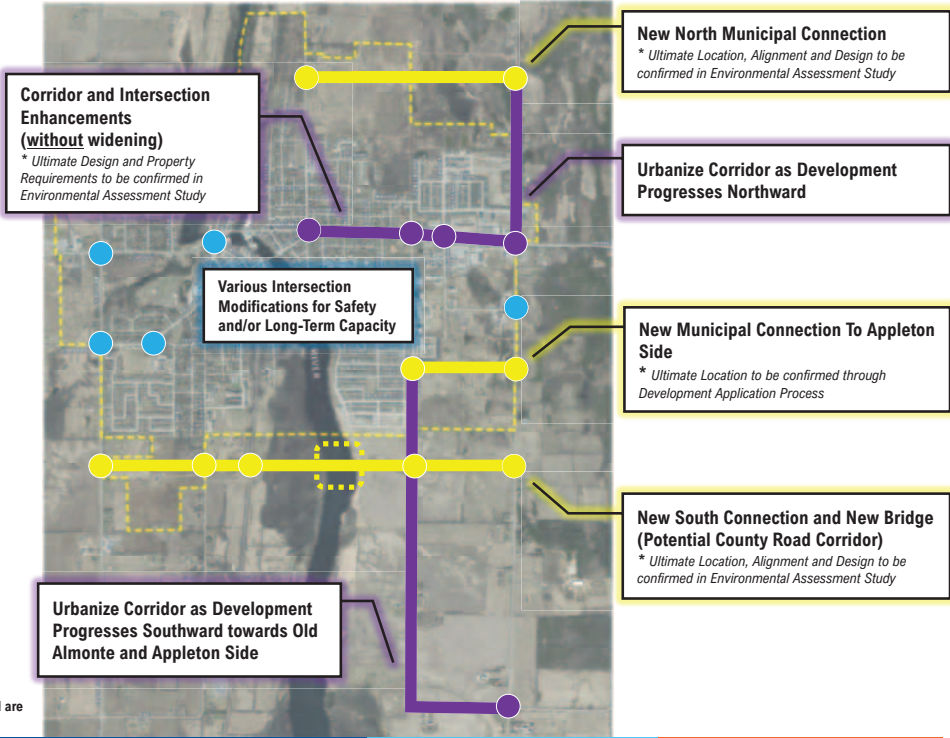 New North Municipal Connection
* Ultimate Location, Alignment and Design to be
confirmed in Environmental Assessment Study
Corridor and Intersection
Enhancements
(without widening)
* Ultimate Design and Property
Requirements to be confirmed in
Environmental Assessment Study
Urbanize Corridor as Development
Progresses Northward
Various Intersection
Modifications for Safety
and/or Long-Term Capacity
New Municipal Connection To Appleton
Side
* Ultimate Location to be confirmed through
Development Application Process
RIVER
New South Connection and New Bridge
(Potential County Road Corridor)
* Ultimate Location, Alignment and Design to be
confirmed in Environmental Assessment Study
Urbanize Corridor as Development
Progresses Southward towards Old
Almonte and Appleton Side
are